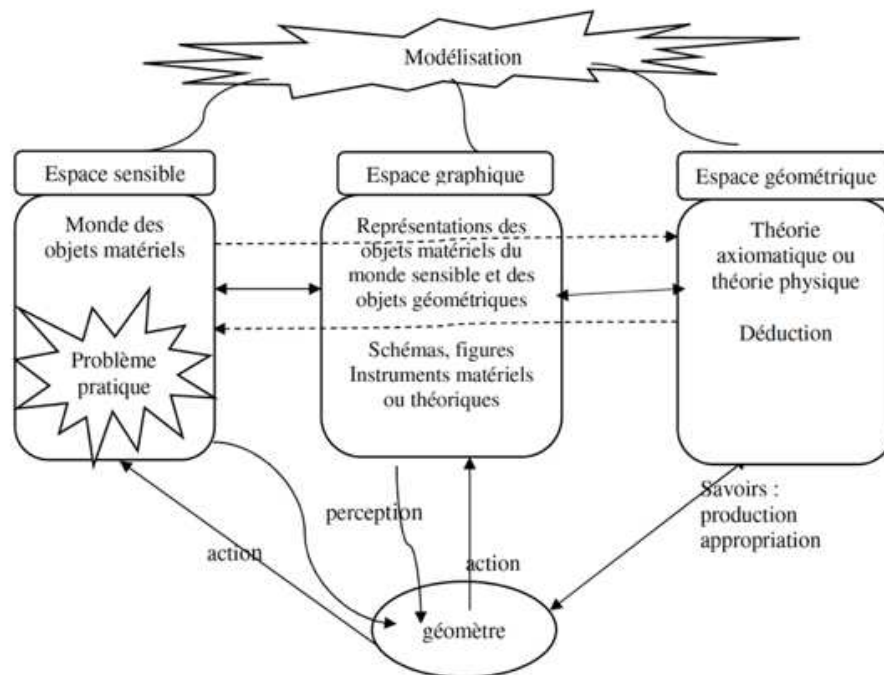 Modélisation
Espace sensible
Espace graphique
Espace géométrique
Monde des
objets matériels
Problème
pratique
Représentations des
objets matériels du
monde sensible et des
objets géométriques
Schémas, figures
Instruments matériels
ou théoriques
Théorie
axiomatique ou
théorie physique
Déduction
Savoirs :
production
appropriation
perception
action
action
géomètre